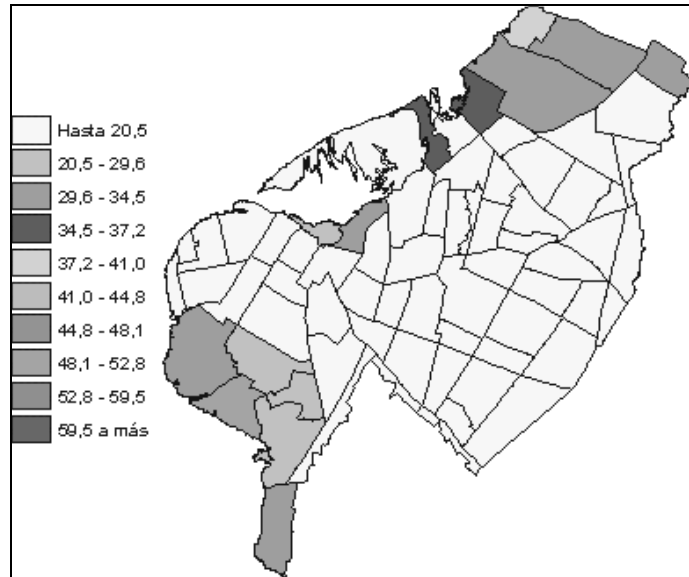 Hasta 20,5
20,5 - 29,6
29,6 - 34,5
34,5 - 37,2
37,2 - 41,0
41,0 - 44,8
44,8 - 48,1
48,1 - 52,8
52,8 - 59,5
59,5 a más